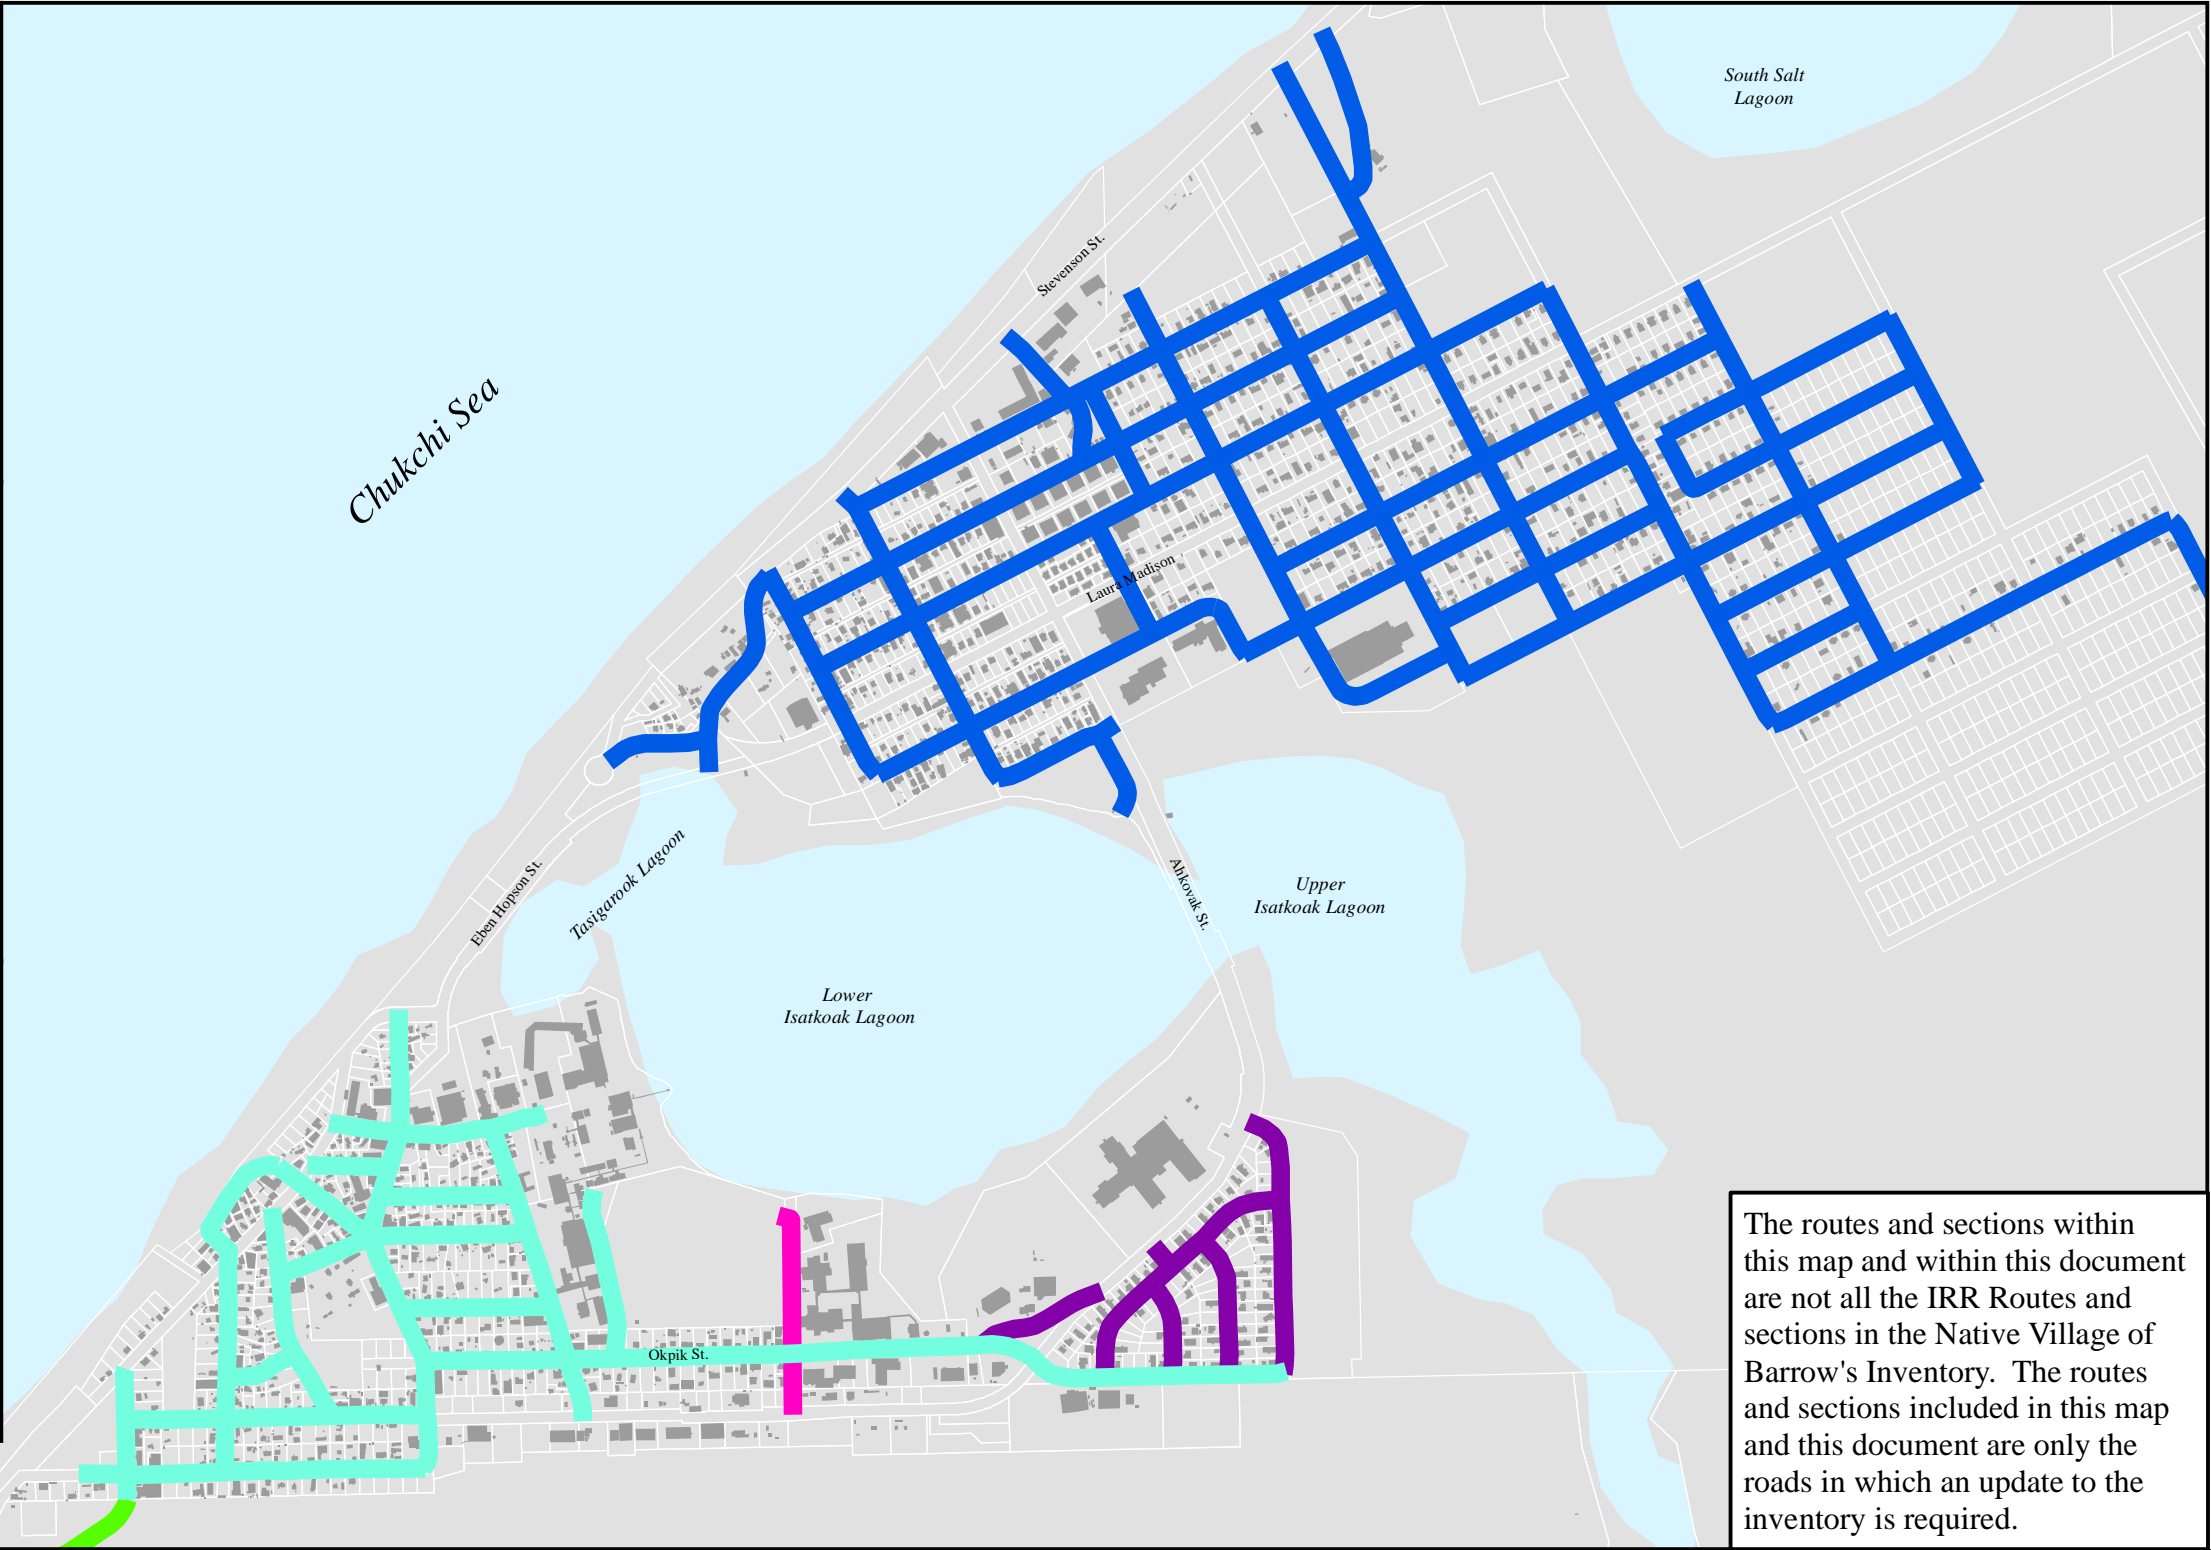 South Salt
Lagoon
Stevenson St.
Chukchi Sea
Laura Madison
Tasigarook Lagoon
Eben Hopson St.
Ahkovak St.
Upper
Isatkoak Lagoon
Lower
Isatkoak Lagoon
Okpik St.
The routes and sections within
this map and within this document
are not all the IRR Routes and
sections in the Native Village of
Barrow's Inventory.  The routes
and sections included in this map
and this document are only the
roads in which an update to the
inventory is required.